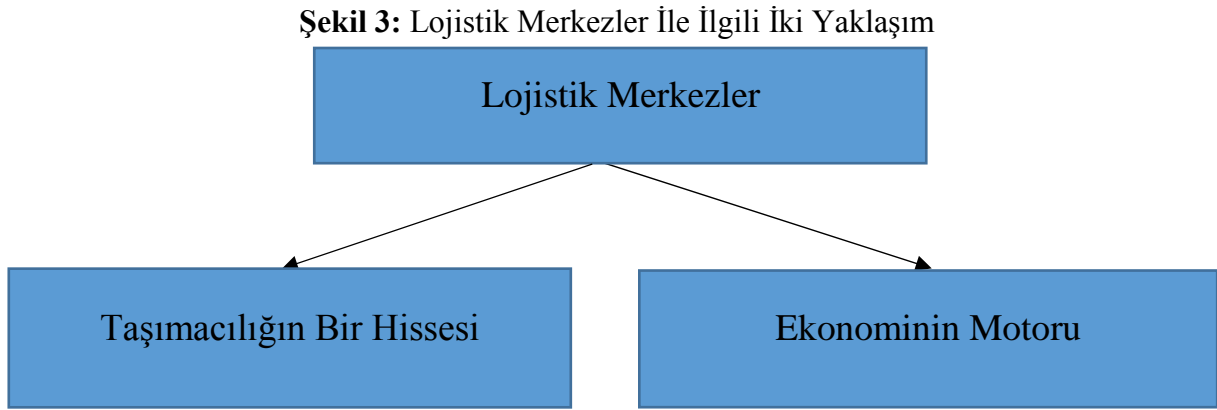 Şekil 3: Lojistik Merkezler İle İlgili İki Yaklaşım
Lojistik Merkezler
Taşımacılığın Bir Hissesi
Ekonominin Motoru